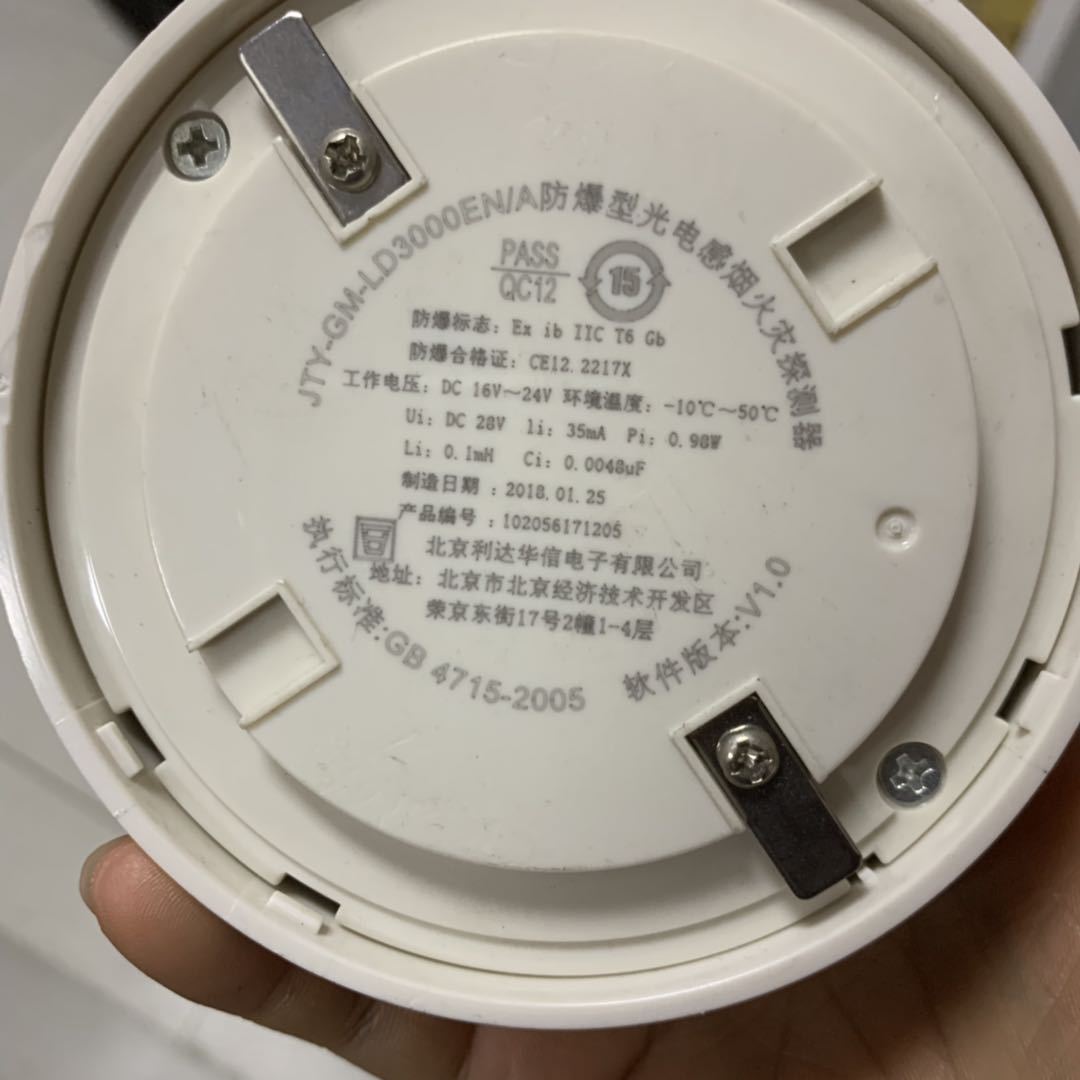 JTY-GM-LD3000EN/A防爆型光电感烟火灾探测器
PASS
QC12
15
防爆标志：Ex ib IIC T6 Gb
防爆合格证：CE12.2217X
工作电压：DC 16V～24V 环境温度：-10℃～50℃
Ui：DC 28V li：35mA Pi：0.98W
Li：0.1mH Ci：0.0048uF
制造日期：2018.01.25
产品编号：102056171205
北京利达华信电子有限公司
地址：北京市北京经济技术开发区
荣京东街17号2幢1-4层
执行标准:GB 4715-2005
软件版本:V1.0